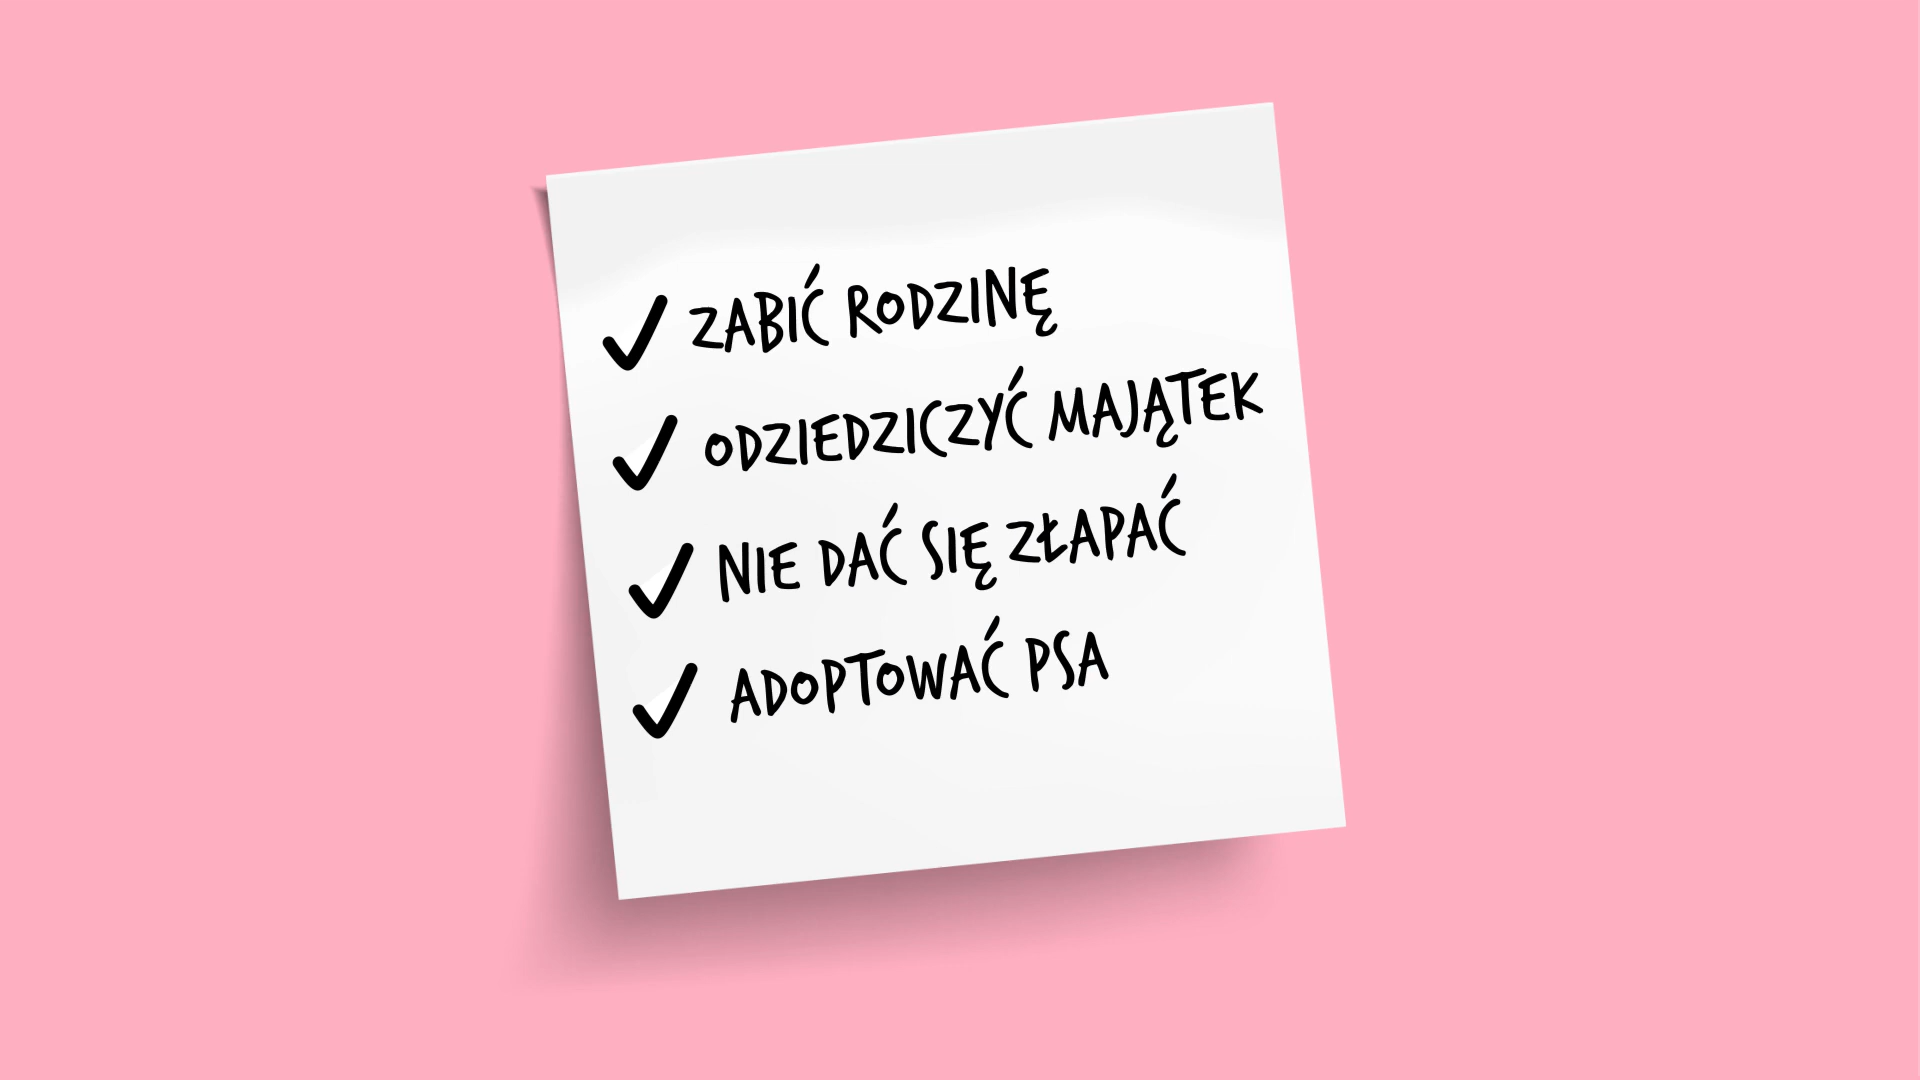 ZABIĆ RODZINĘ
ODZIEDZICZYĆ MAJĄTEK
NIE DAĆ SIĘ ZŁAPAĆ
ADOPTOWAĆ PSA